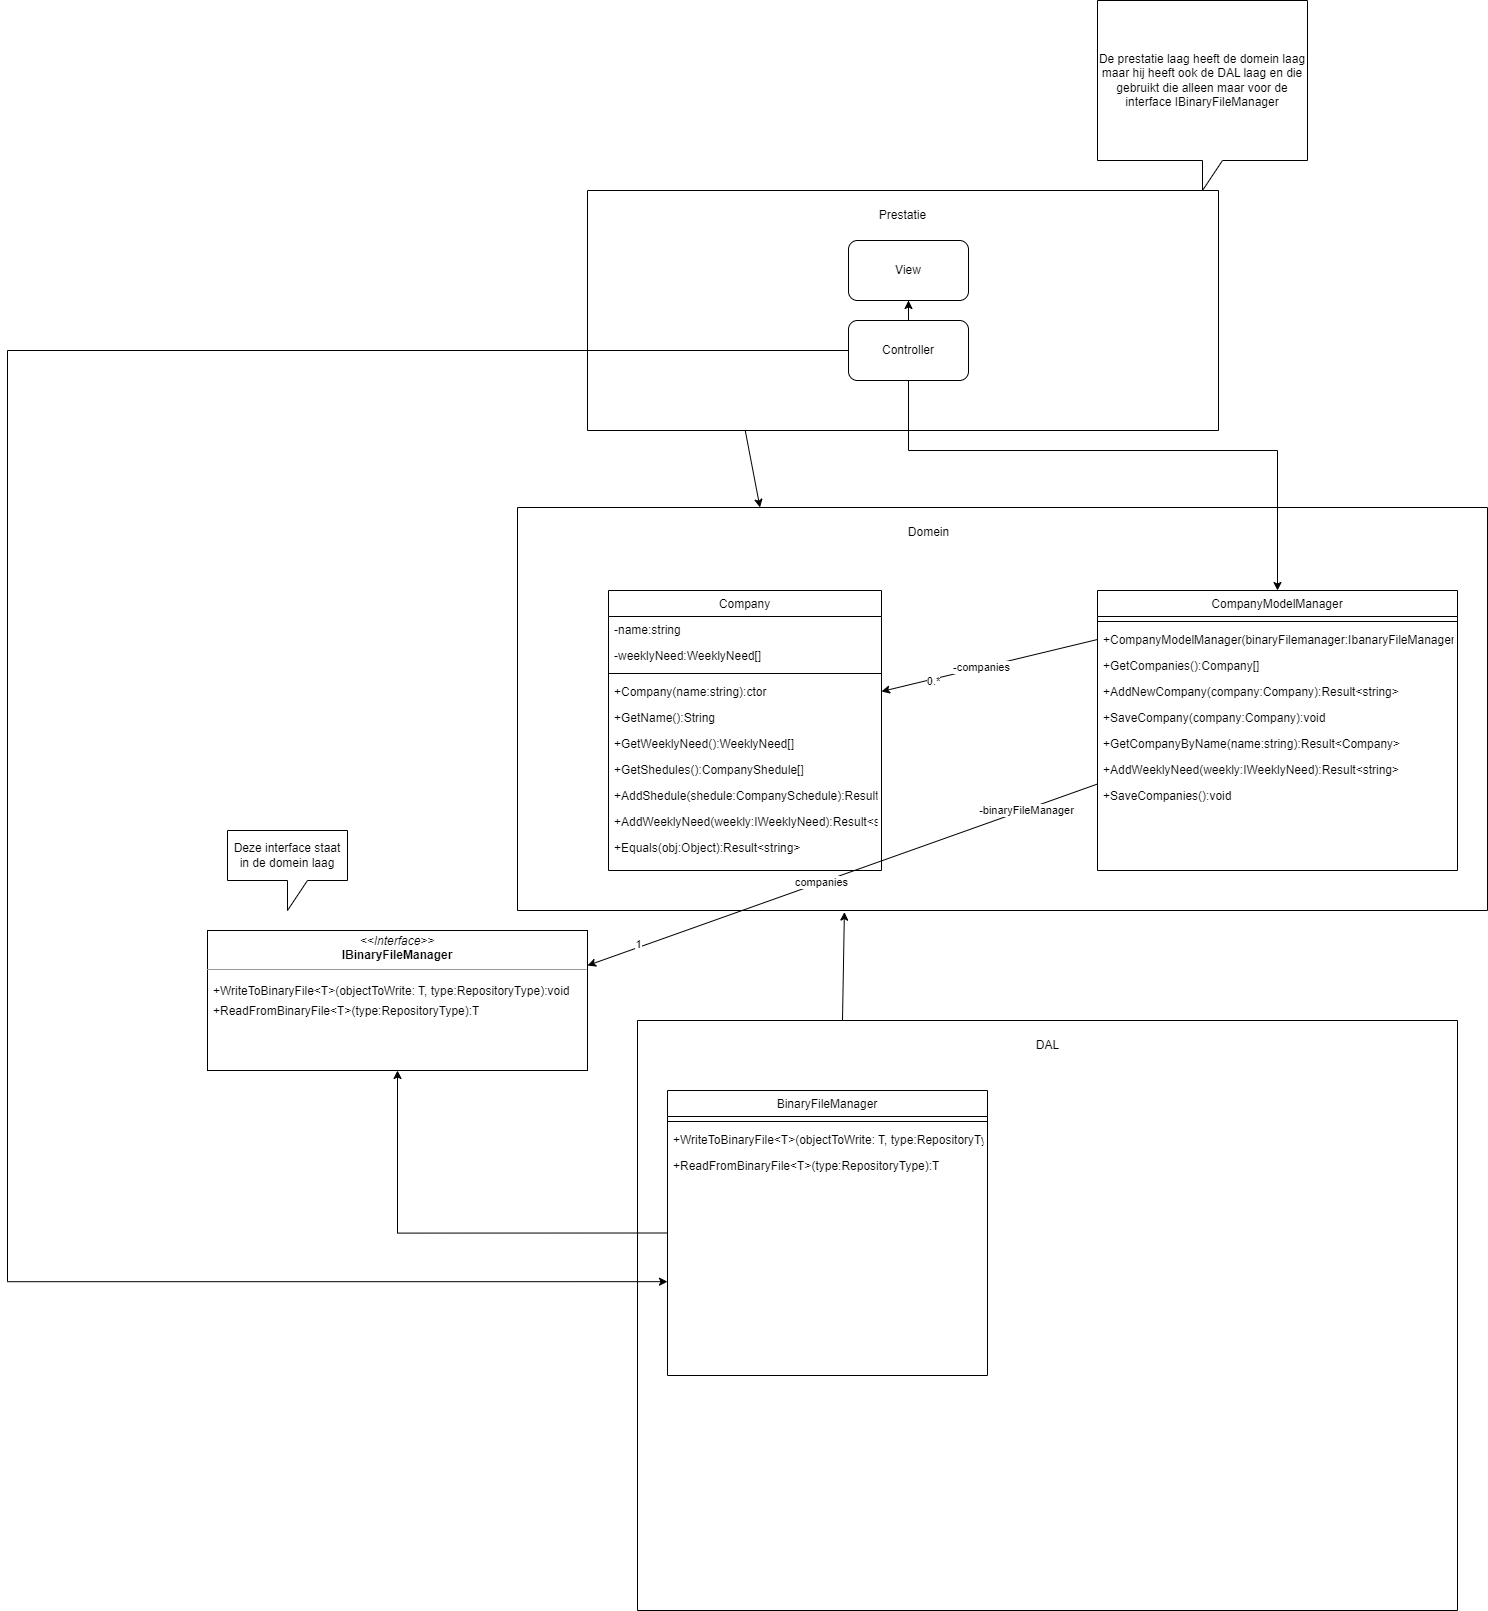 De prestatie laag heeft de domein laag
maar hij heeft ook de DAL laag en die
gebruikt die alleen maar voor de
interface IBinaryFileManager
Prestatie
View
Controller
Domein
Company
-name:string
-weeklyNeed:WeeklyNeed[]
+Company(name:string):ctor
+GetName():String
+GetWeeklyNeed():WeeklyNeed[]
+GetShedules():CompanyShedule[]
+AddShedule(shedule:CompanySchedule):Result
+AddWeeklyNeed(weekly:IWeeklyNeed):Result<s
+Equals(obj:Object):Result<string>
CompanyModelManager
+CompanyModelManager(binaryFilemanager:IbanaryFileManager
+GetCompanies():Company[]
+AddNewCompany(company:Company):Result<string>
+SaveCompany(company:Company):void
+GetCompanyByName(name:string):Result<Company>
+AddWeeklyNeed(weekly:IWeeklyNeed):Result<string>
+SaveCompanies():void
-companies
0.*
-binaryFileManager
companies
1
Deze interface staat
in de domein laag
<<Interface>>
IBinaryFileManager
+WriteToBinaryFile<T>(objectToWrite: T, type:RepositoryType):void
+ReadFromBinaryFile<T>(type:RepositoryType):T
DAL
BinaryFileManager
+WriteToBinaryFile<T>(objectToWrite: T, type:RepositoryTy
+ReadFromBinaryFile<T>(type:RepositoryType):T